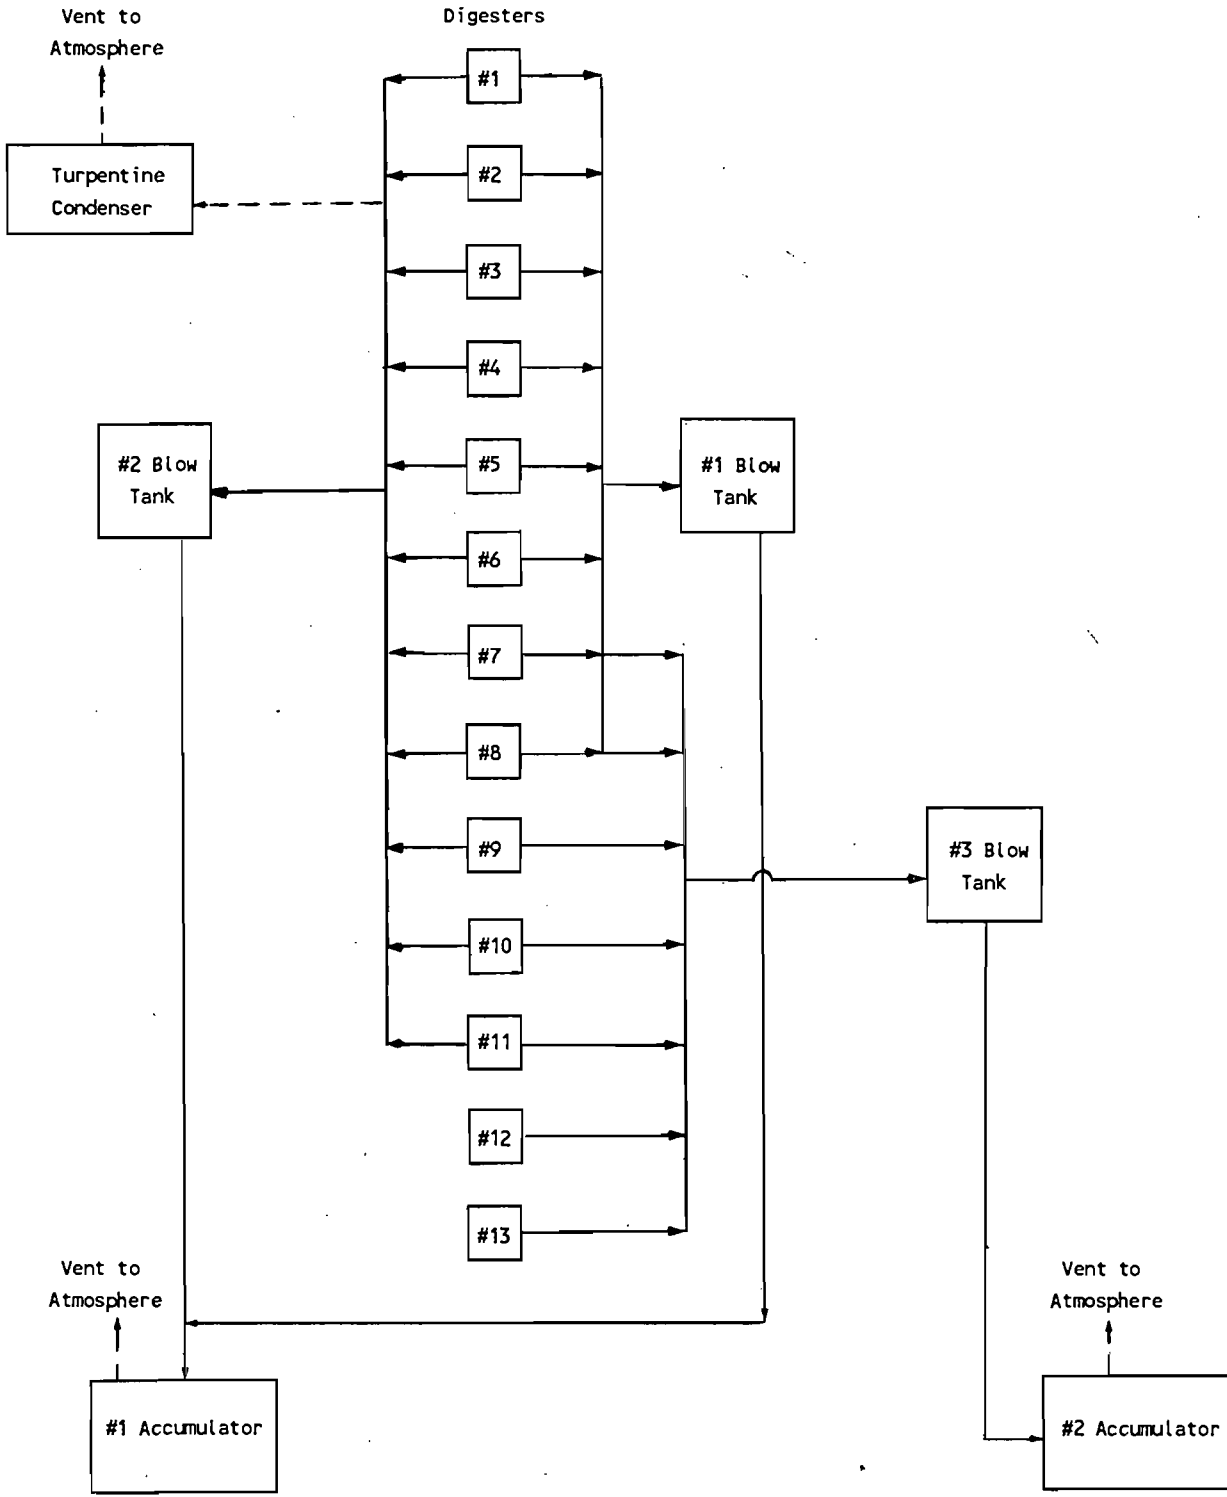 Vent to
Atmosphere
Digesters
#1
Turpentine
Condenser
#2
#3
#4
#2 Blow
Tank
#5
#1 Blow
Tank
#6
#7
#8
#9
#3 Blow
Tank
#10
#11
#12
#13
Vent to
Atmosphere
Vent to
Atmosphere
#1 Accumulator
#2 Accumulator